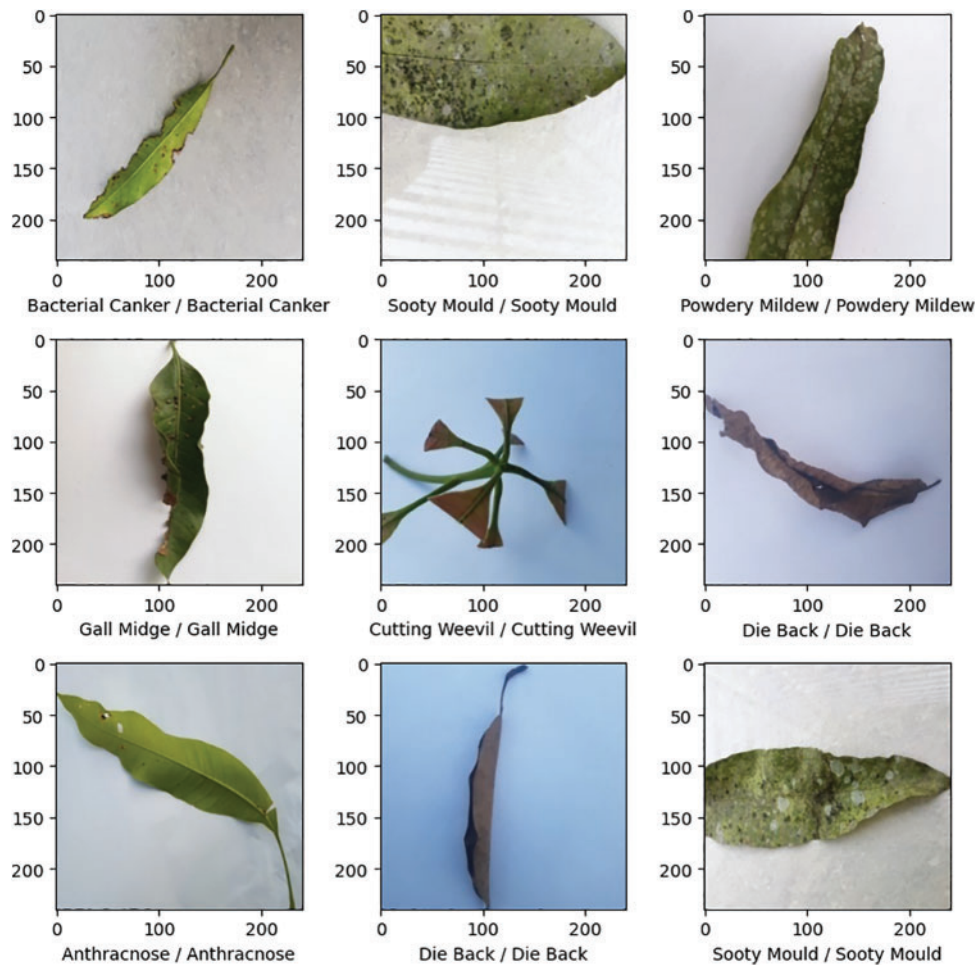 0
50
100
150
200
0 100 200
Bacterial Canker / Bacterial Canker
0
50
100
150
200
0 100 200
Sooty Mould / Sooty Mould
0
50
100
150
200
0 100 200
Powdery Mildew / Powdery Mildew
0
50
100
150
200
0 100 200
Gall Midge / Gall Midge
0
50
100
150
200
0 100 200
Cutting Weevil / Cutting Weevil
0
50
100
150
200
0 100 200
Die Back / Die Back
0
50
100
150
200
0 100 200
Anthracnose / Anthracnose
0
50
100
150
200
0 100 200
Die Back / Die Back
0
50
100
150
200
0 100 200
Sooty Mould / Sooty Mould